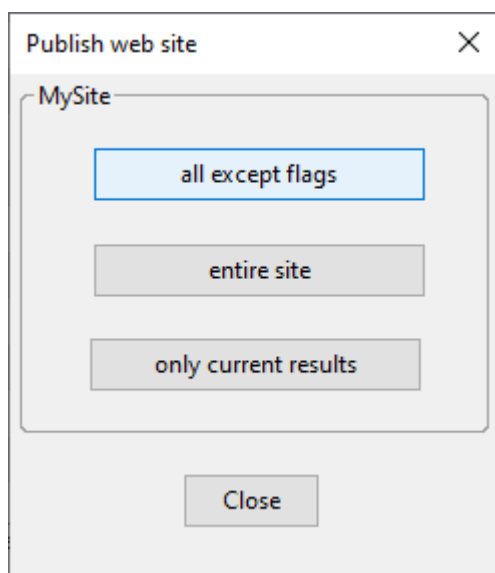 Publish web site
MySite
all except flags
entire site
only current results
Close